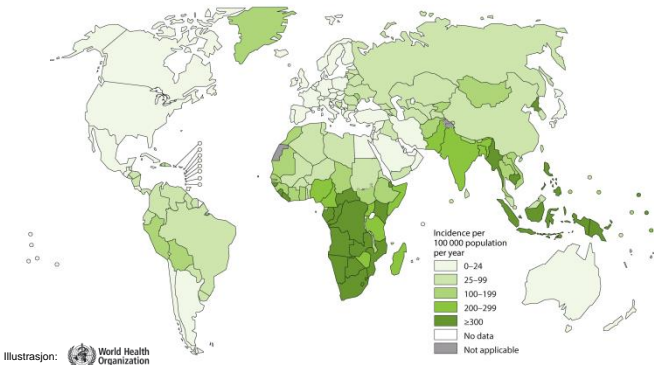 Incidence per
100 000 population
per year
0–24
25–99
100–199
200–299
≥300
No data
Not applicable
Illustrasjon:
World Health
Organization